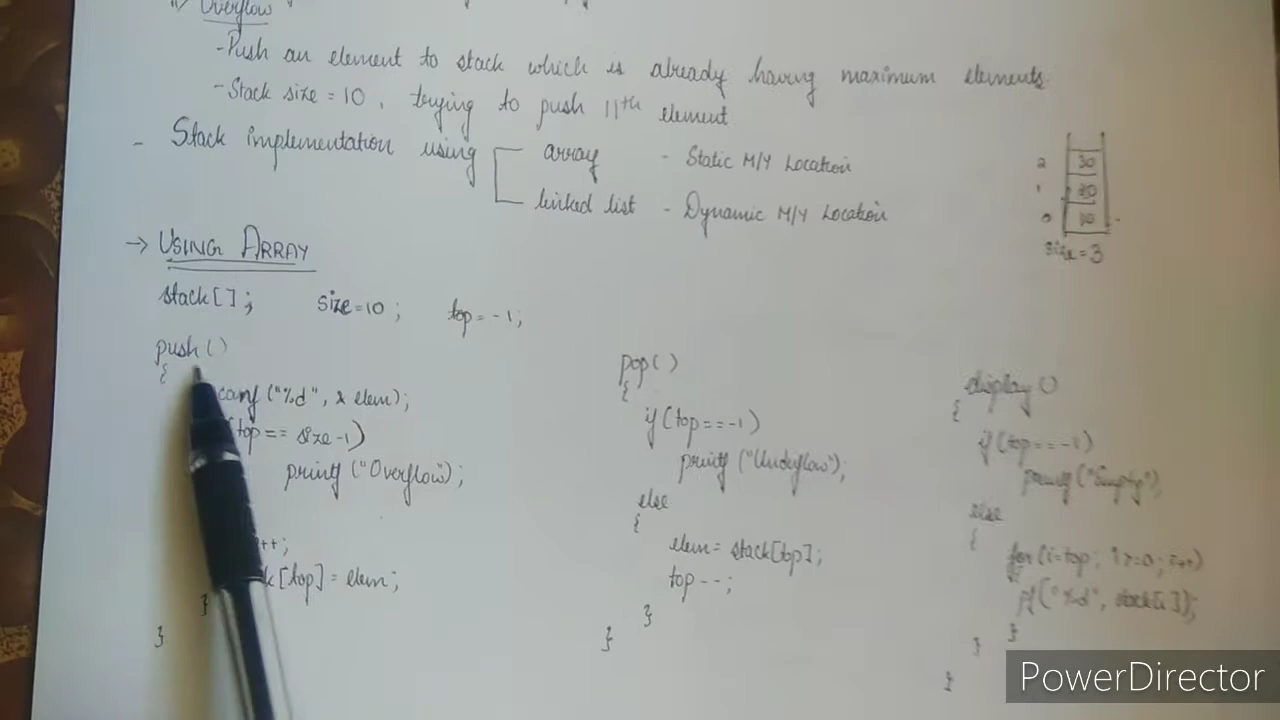 Overflow
- Push an element to stack which is already having maximum elements.
- Stack size = 10, trying to push 11th element
- Stack implementation using
array - Static M/Y Location
linked list - Dynamic M/Y Location
2 30
1 20
0 10
size = 3
→ USING ARRAY
stack[]; size=10; top=-1;
push()
{
canf("%d", & elem);
(top == size-1)
printf("Overflow");
++;
k[top] = elem;
}
}
pop()
{
if(top==-1)
printf("Underflow");
else
{
elem= stack[top];
top--;
}
}
display()
{
if(top==-1)
printf("Empty");
else
{
for(i=top; i>=0; i++)
pf("%d", stack[i]);
}
}
}
PowerDirector